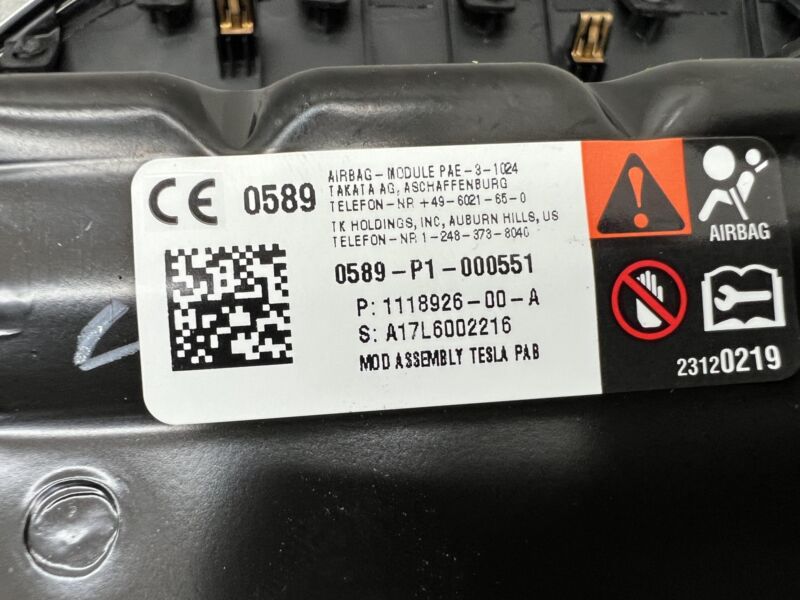 CE 0589
AIRBAG-MODULE PAE-3-1024
TAKATA AG, ASCHAFFENBURG
TELEFON-NR +49-6021-65-0
TK HOLDINGS, INC, AUBURN HILLS, US
TELEFON-NR 1-248-373-8040
0589-P1-000551
P: 1118926-00-A
S: A17L6002216
MOD ASSEMBLY TESLA PAB
AIRBAG
23120219